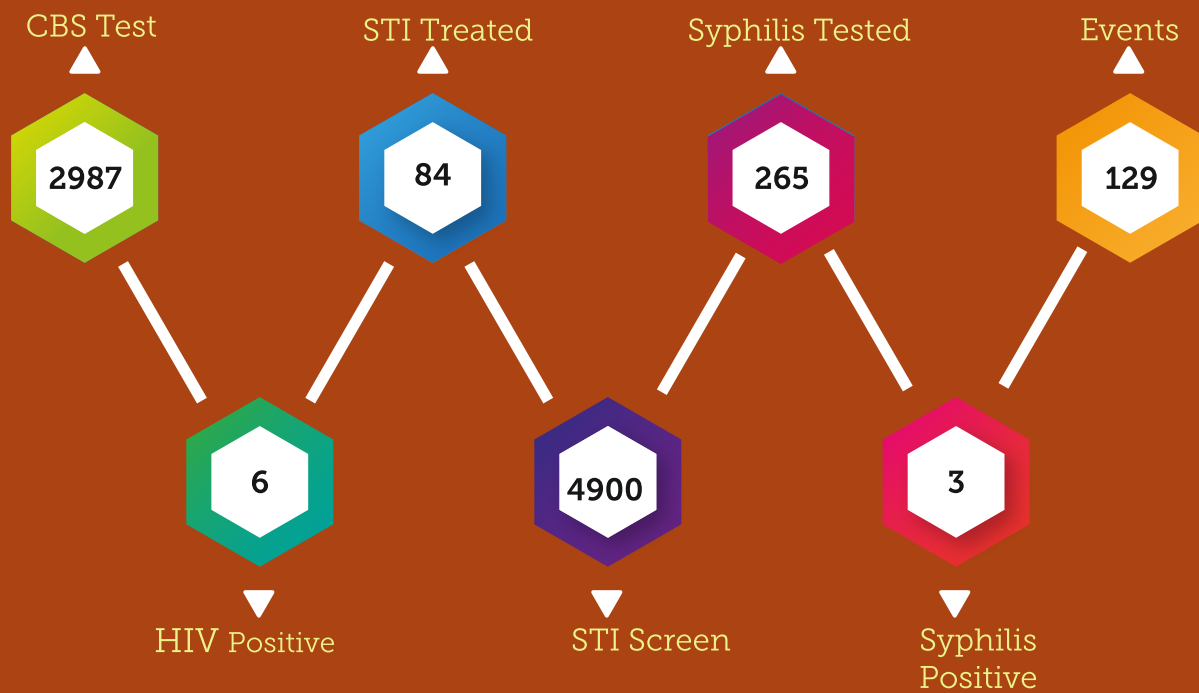 CBS Test
STI Treated
Syphilis Tested
Events
2987
84
265
129
6
4900
3
HIV Positive
STI Screen
Syphilis
Positive